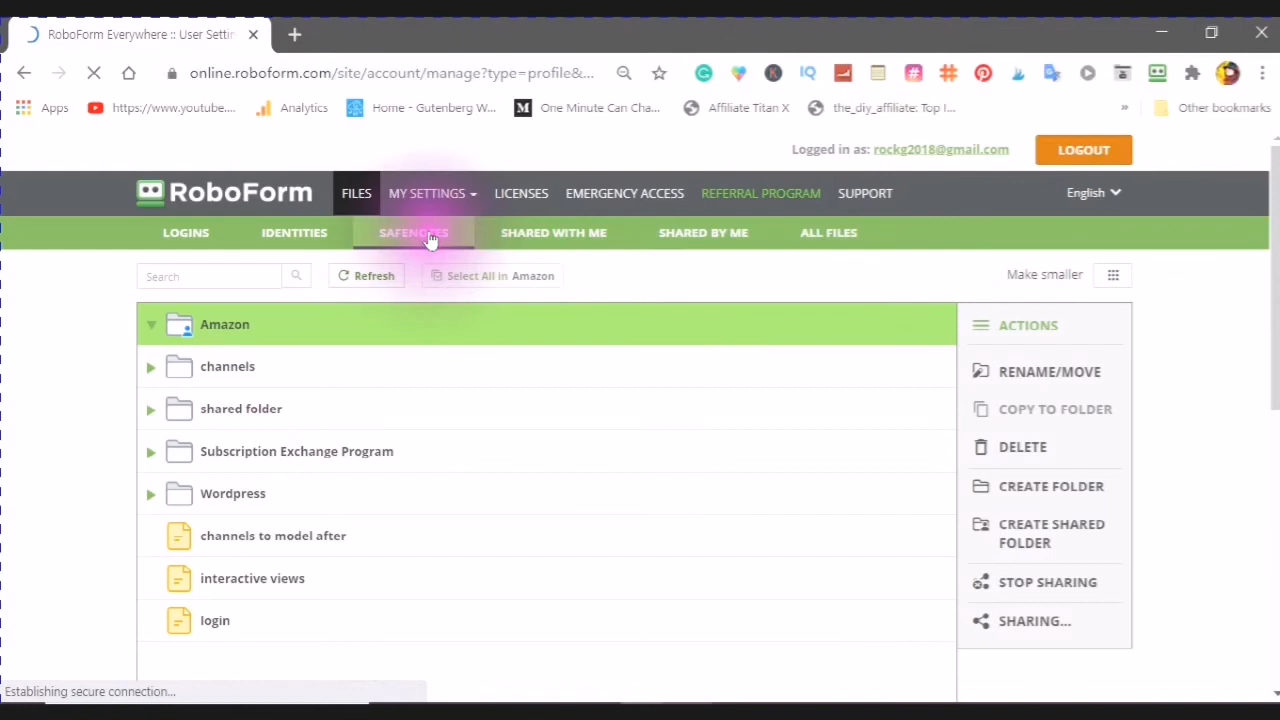 RoboForm Everywhere :: User Settin
online.roboform.com/site/account/manage?type=profile&...
Apps https://www.youtube.... Analytics Home - Gutenberg W... M One Minute Can Cha... Affiliate Titan X the_diy_affiliate: Top I... » Other bookmarks
Logged in as: rockg2018@gmail.com LOGOUT
RoboForm FILES MY SETTINGS LICENSES EMERGENCY ACCESS REFERRAL PROGRAM SUPPORT English
LOGINS IDENTITIES SAFENOTES SHARED WITH ME SHARED BY ME ALL FILES
Search Refresh Select All in Amazon Make smaller
Amazon
channels
shared folder
Subscription Exchange Program
Wordpress
channels to model after
interactive views
login
ACTIONS
RENAME/MOVE
COPY TO FOLDER
DELETE
CREATE FOLDER
CREATE SHARED
FOLDER
STOP SHARING
SHARING...
Establishing secure connection...